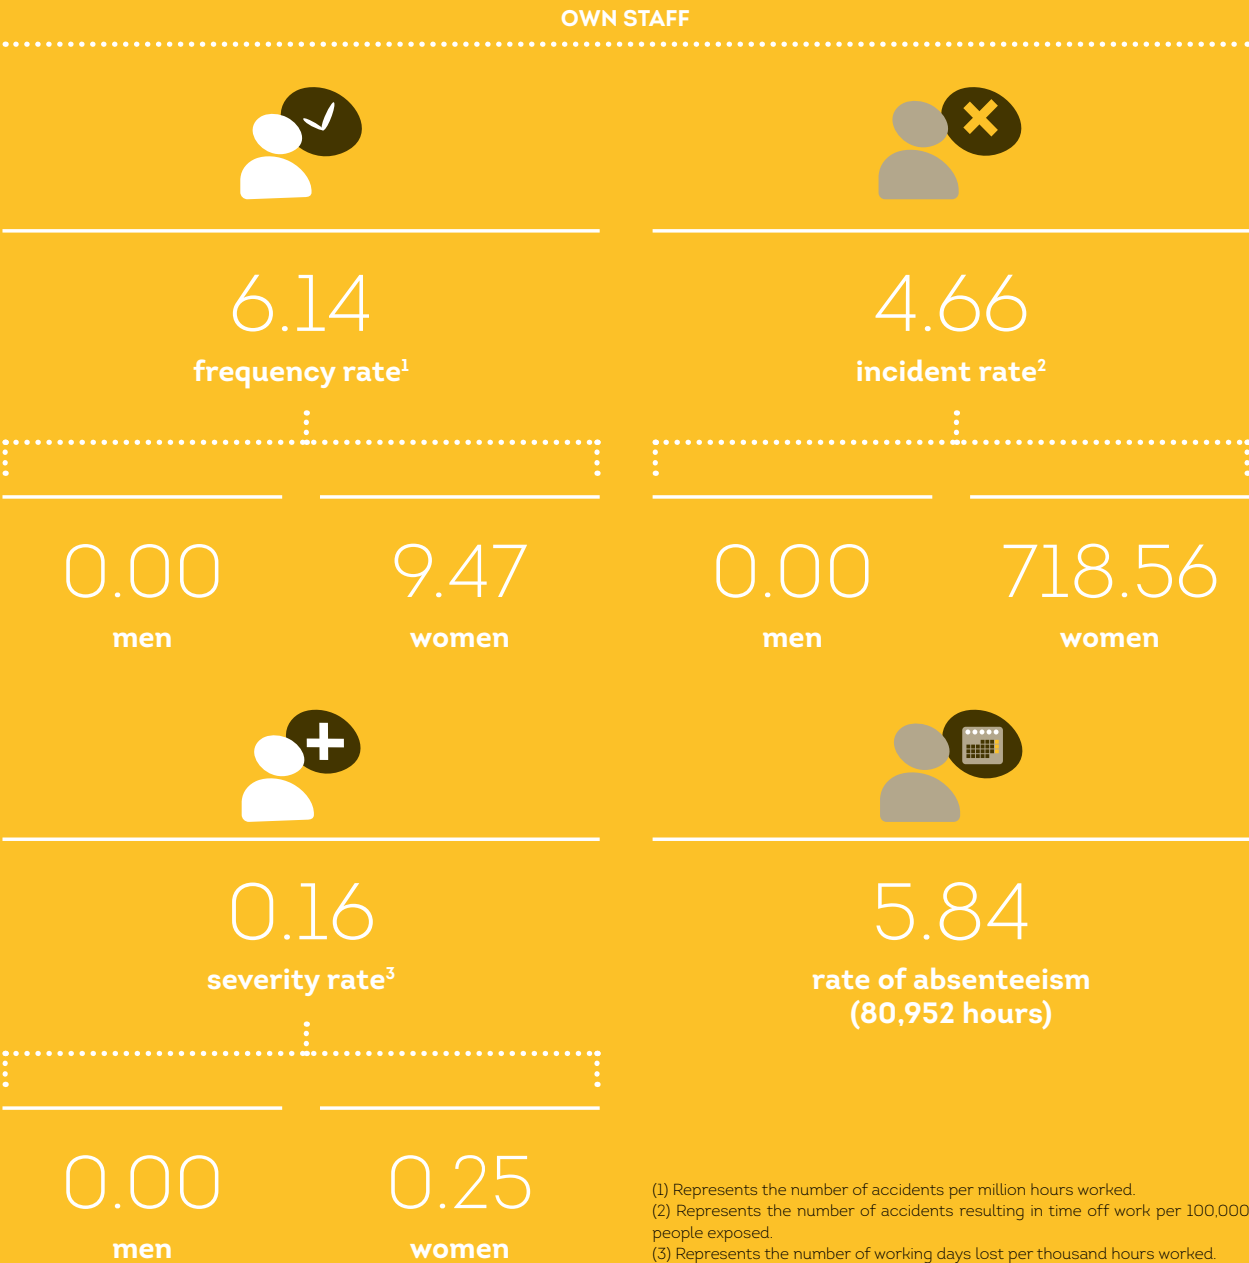 OWN STAFF
6.14
frequency rate¹
0.00
men
9.47
women
4.66
incident rate²
0.00
men
718.56
women
0.16
severity rate³
0.00
men
0.25
women
5.84
rate of absenteeism
(80,952 hours)
(1) Represents the number of accidents per million hours worked.
(2) Represents the number of accidents resulting in time off work per 100,000
people exposed.
(3) Represents the number of working days lost per thousand hours worked.